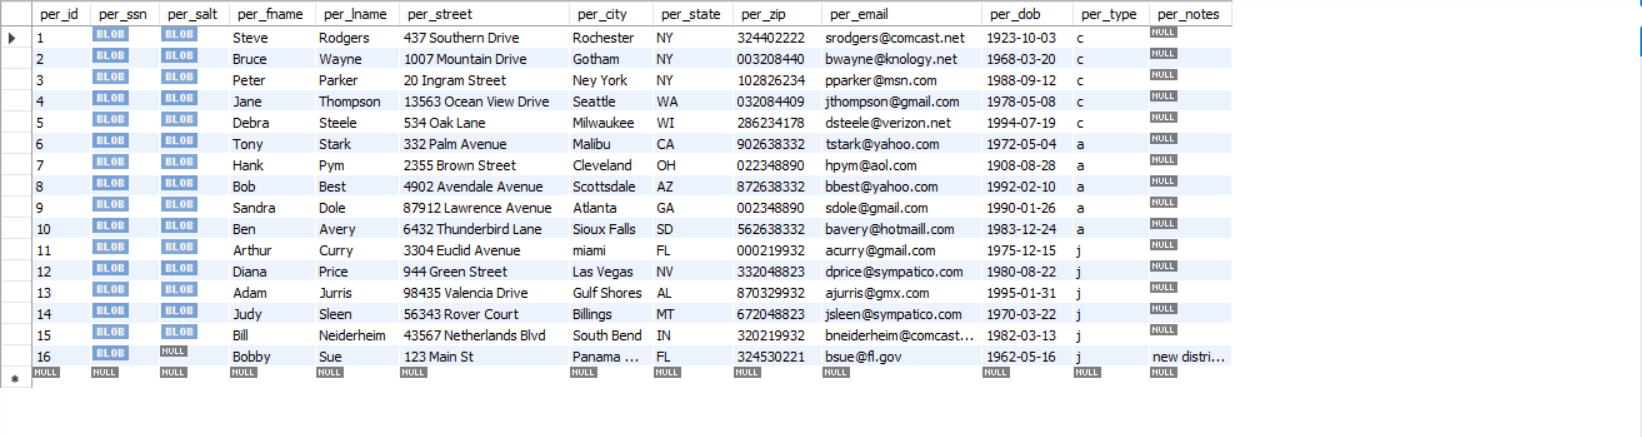 per_id per_ssn per_salt per_fname per_lname per_street per_city per_state per_zip per_email per_dob per_type per_notes
1 BLOB BLOB Steve Rodgers 437 Southern Drive Rochester NY 324402222 srodgers@comcast.net 1923-10-03 c NULL
2 BLOB BLOB Bruce Wayne 1007 Mountain Drive Gotham NY 003208440 bwayne@knology.net 1968-03-20 c NULL
3 BLOB BLOB Peter Parker 20 Ingram Street Ney York NY 102826234 pparker@msn.com 1988-09-12 c NULL
4 BLOB BLOB Jane Thompson 13563 Ocean View Drive Seattle WA 032084409 jthompson@gmail.com 1978-05-08 c NULL
5 BLOB BLOB Debra Steele 534 Oak Lane Milwaukee WI 286234178 dsteele@verizon.net 1994-07-19 c NULL
6 BLOB BLOB Tony Stark 332 Palm Avenue Malibu CA 902638332 tstark@yahoo.com 1972-05-04 a NULL
7 BLOB BLOB Hank Pym 2355 Brown Street Cleveland OH 022348890 hpym@aol.com 1908-08-28 a NULL
8 BLOB BLOB Bob Best 4902 Avendale Avenue Scottsdale AZ 872638332 bbest@yahoo.com 1992-02-10 a NULL
9 BLOB BLOB Sandra Dole 87912 Lawrence Avenue Atlanta GA 002348890 sdole@gmail.com 1990-01-26 a NULL
10 BLOB BLOB Ben Avery 6432 Thunderbird Lane Sioux Falls SD 562638332 bavery@hotmaill.com 1983-12-24 a NULL
11 BLOB BLOB Arthur Curry 3304 Euclid Avenue miami FL 000219932 acurry@gmail.com 1975-12-15 j NULL
12 BLOB BLOB Diana Price 944 Green Street Las Vegas NV 332048823 dprice@sympatico.com 1980-08-22 j NULL
13 BLOB BLOB Adam Jurris 98435 Valencia Drive Gulf Shores AL 870329932 ajurris@gmx.com 1995-01-31 j NULL
14 BLOB BLOB Judy Sleen 56343 Rover Court Billings MT 672048823 jsleen@sympatico.com 1970-03-22 j NULL
15 BLOB BLOB Bill Neiderheim 43567 Netherlands Blvd South Bend IN 320219932 bneiderheim@comcast... 1982-03-13 j NULL
16 BLOB NULL Bobby Sue 123 Main St Panama ... FL 324530221 bsue@fl.gov 1962-05-16 j new distri...
NULL NULL NULL NULL NULL NULL NULL NULL NULL NULL NULL NULL NULL